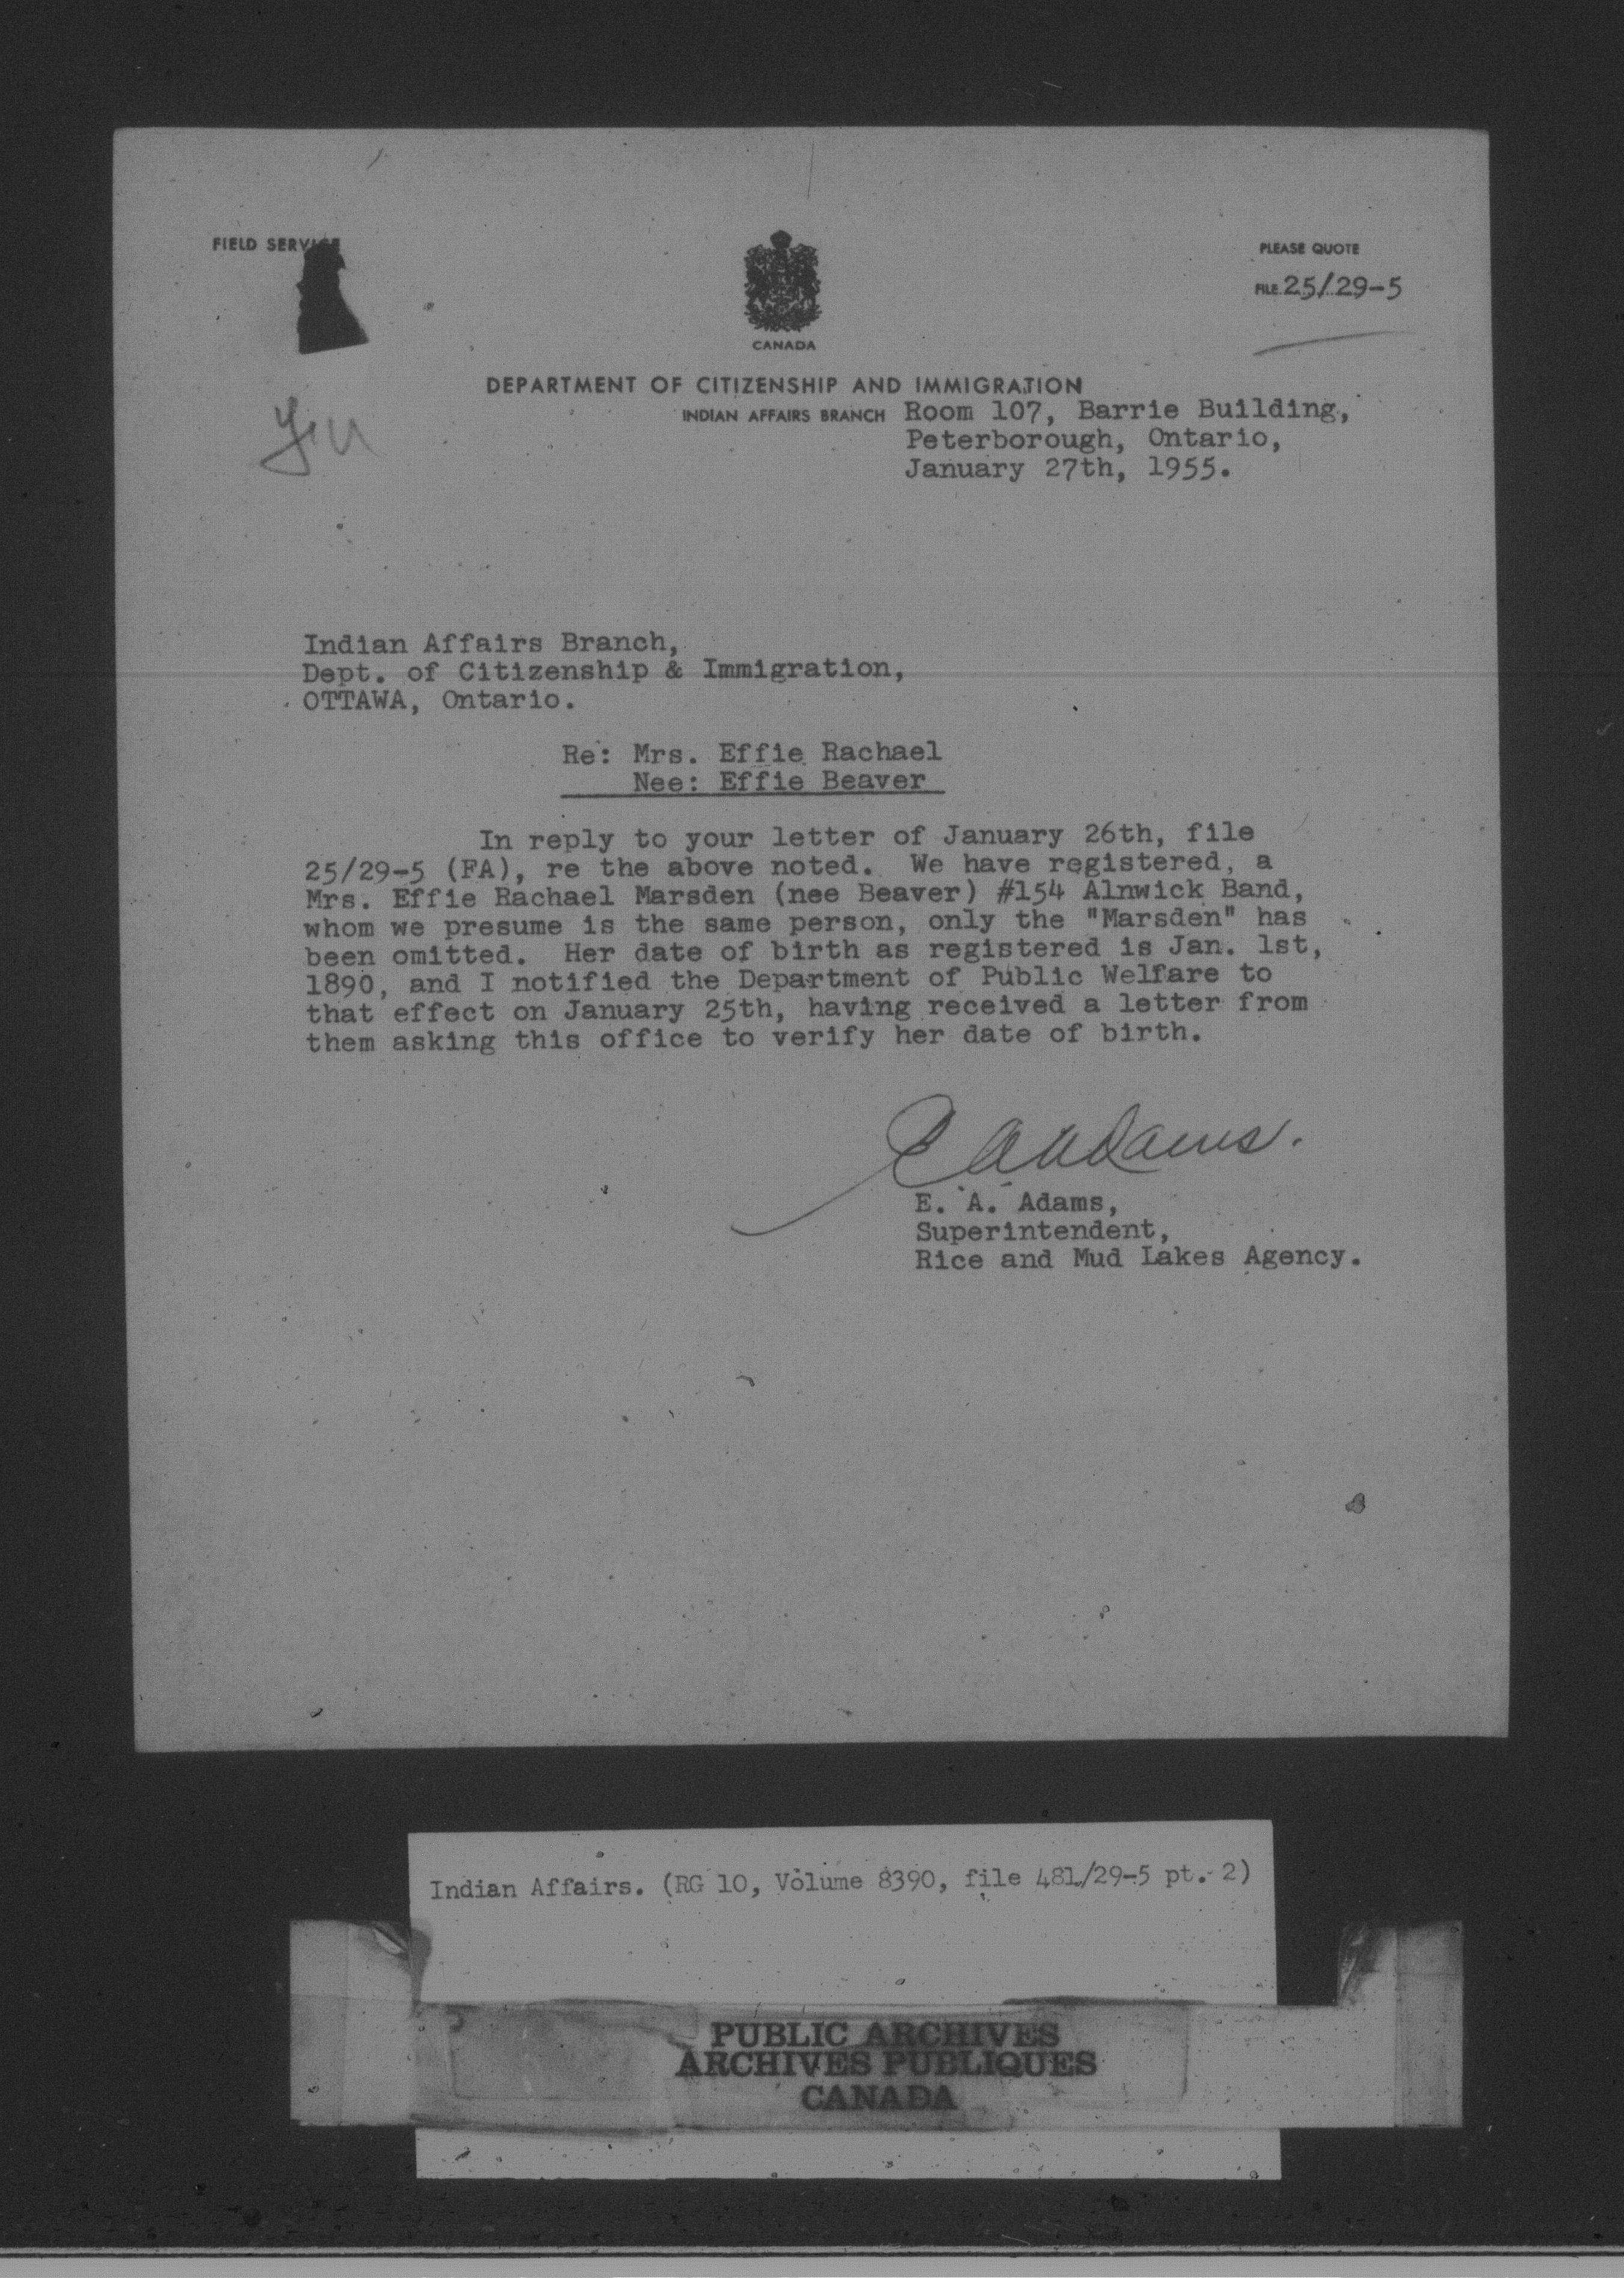 FIELD SERVICE
PLEASE QUOTE
FILE 25/29-5
CANADA
DEPARTMENT OF CITIZENSHIP AND IMMIGRATION
INDIAN AFFAIRS BRANCH Room 107, Barrie Building,
Peterborough, Ontario,
January 27th, 1955.
Indian Affairs Branch,
Dept. of Citizenship & Immigration,
OTTAWA, Ontario.
Re: Mrs. Effie Rachael
Nee: Effie Beaver
In reply to your letter of January 26th, file
25/29-5 (FA), re the above noted. We have registered, a
Mrs. Effie Rachael Marsden (nee Beaver) #154 Alnwick Band,
whom we presume is the same person, only the "Marsden" has
been omitted. Her date of birth as registered is Jan. 1st,
1890, and I notified the Department of Public Welfare to
that effect on January 25th, having received a letter from
them asking this office to verify her date of birth.
E A Adams.
E. A. Adams,
Superintendent,
Rice and Mud Lakes Agency.
Indian Affairs. (RG 10, Volume 8390, file 481/29-5 pt. 2)
PUBLIC ARCHIVES
ARCHIVES PUBLIQUES
CANADA